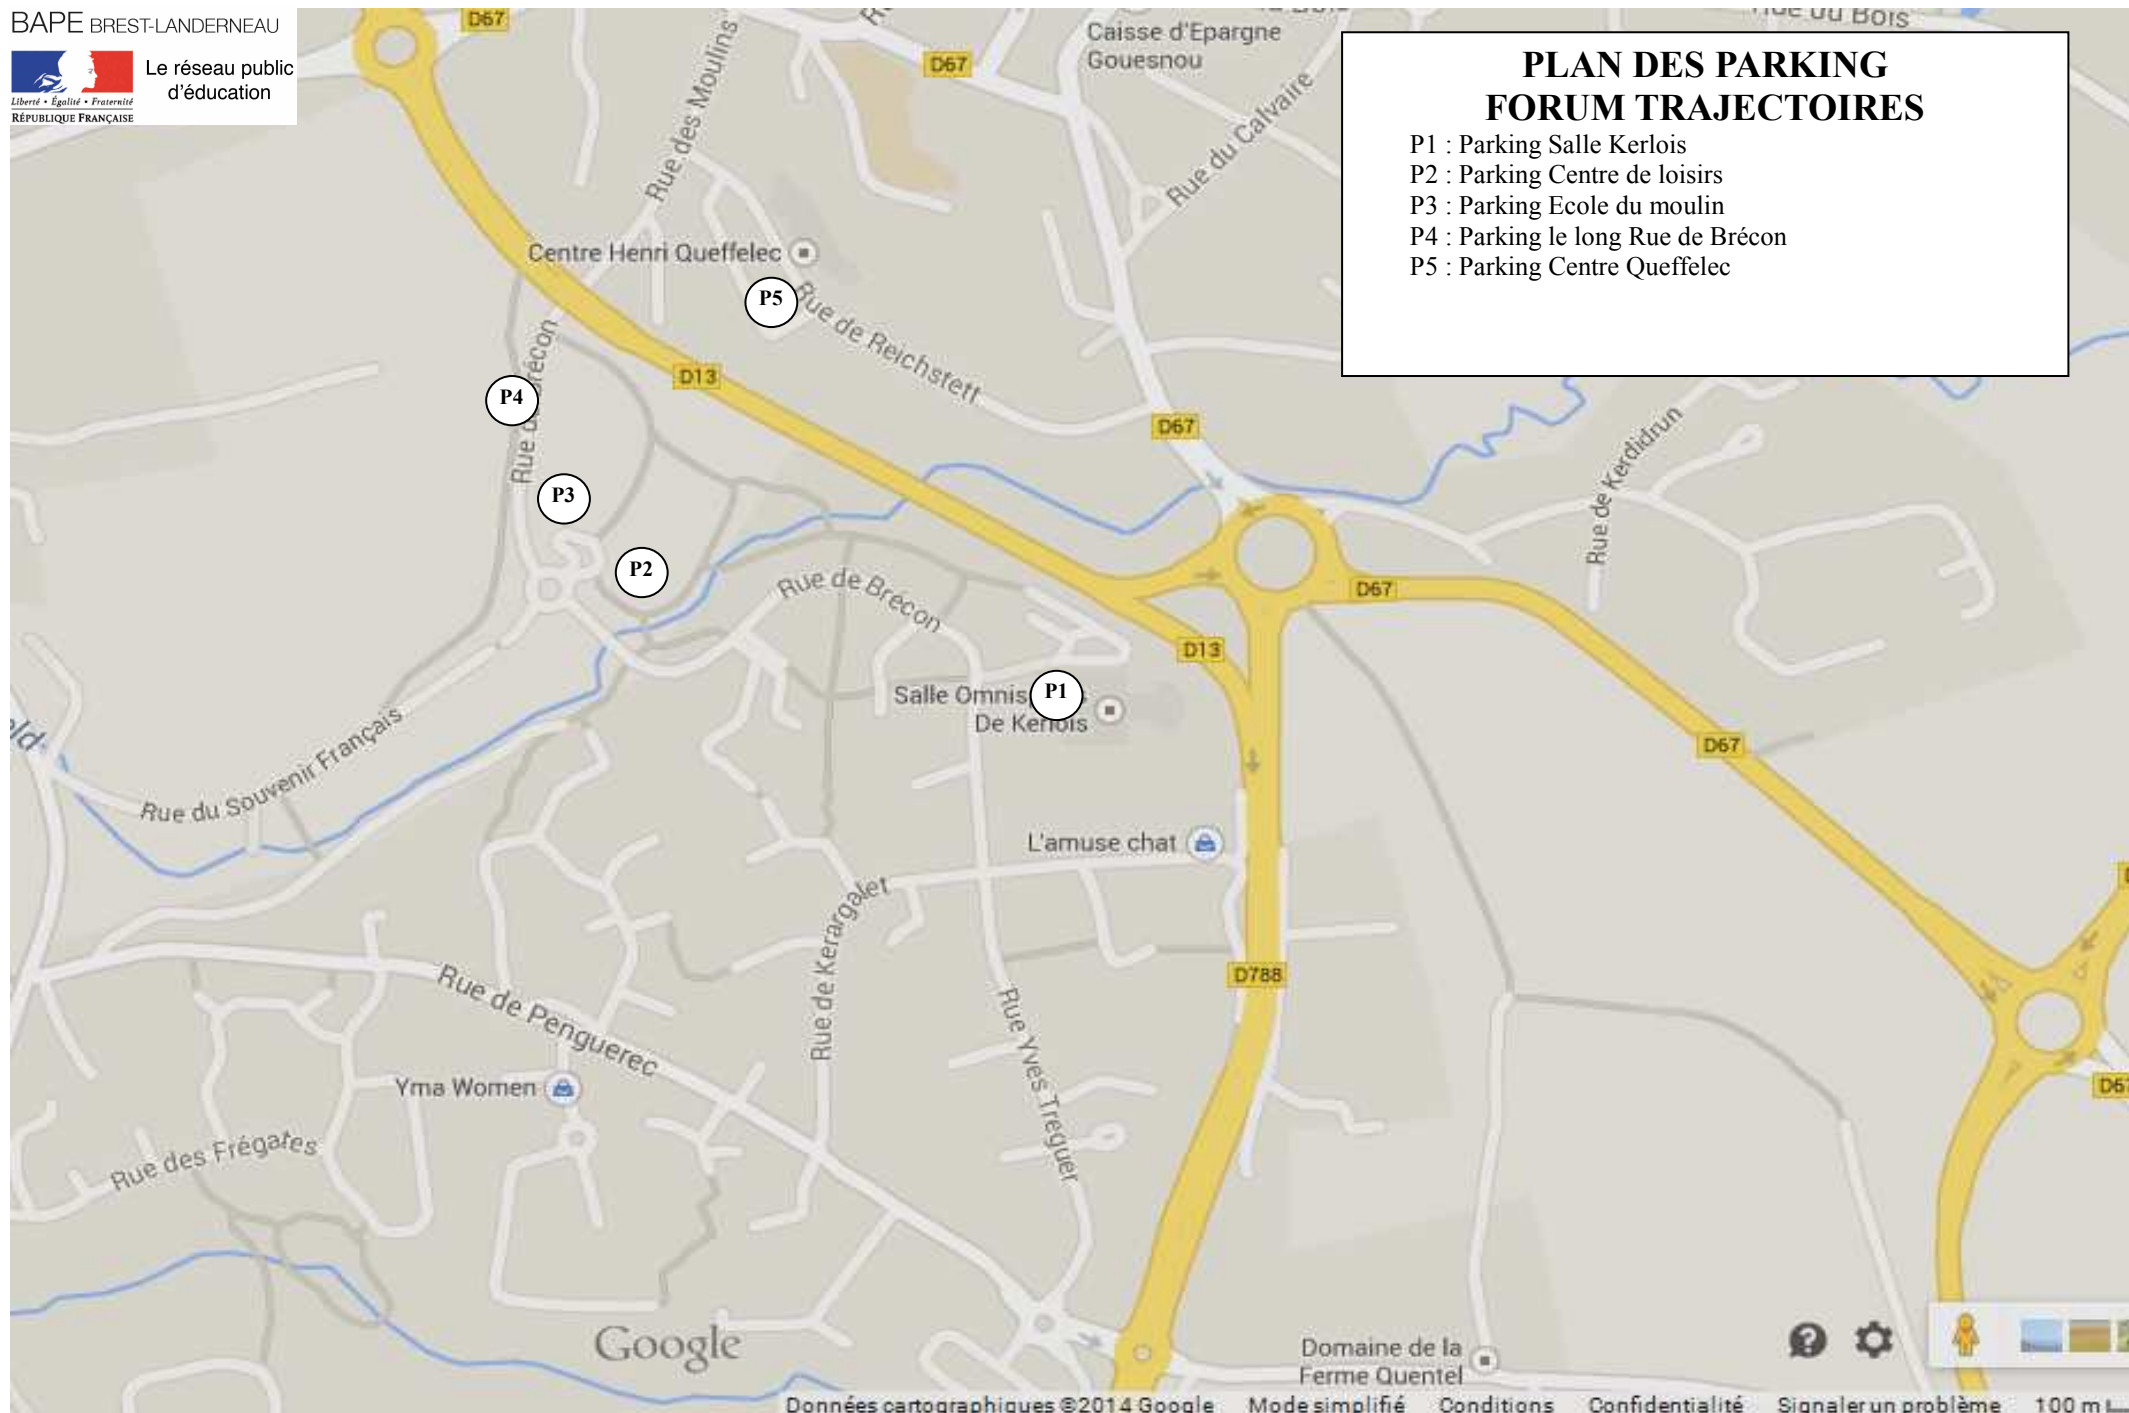 BAPE BREST-LANDERNEAU
Liberté • Égalité • Fraternité
RÉPUBLIQUE FRANÇAISE
Le réseau public
d'éducation
PLAN DES PARKING
FORUM TRAJECTOIRES
P1 : Parking Salle Kerlois
P2 : Parking Centre de loisirs
P3 : Parking Ecole du moulin
P4 : Parking le long Rue de Brécon
P5 : Parking Centre Queffelec
D67
D67
Caisse d'Epargne
Gouesnou
Rue du Bois
Rue des Moulins
Rue du Calvaire
Centre Henri Queffelec
P5
Rue de Reichstett
D13
P4
D67
Rue de Kerdidrun
P3
P2
Rue de Brécon
D67
D13
Salle Omnis
P1
De Kerlois
D67
Rue du Souvenir Français
L'amuse chat
Rue de Kerargalet
D788
Rue de Penguerec
Rue Yves Treguer
Yma Women
Rue des Frégates
Google
Domaine de la
Ferme Quentel
Données cartographiques ©2014 Google Mode simplifié Conditions Confidentialité Signaler un problème 100 m